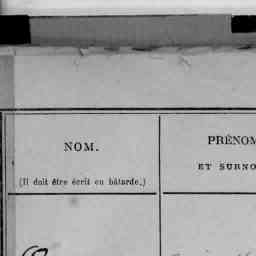 NOM.
(Il doit être écrit en bâtarde.)
PRÉNOM
ET SURNO